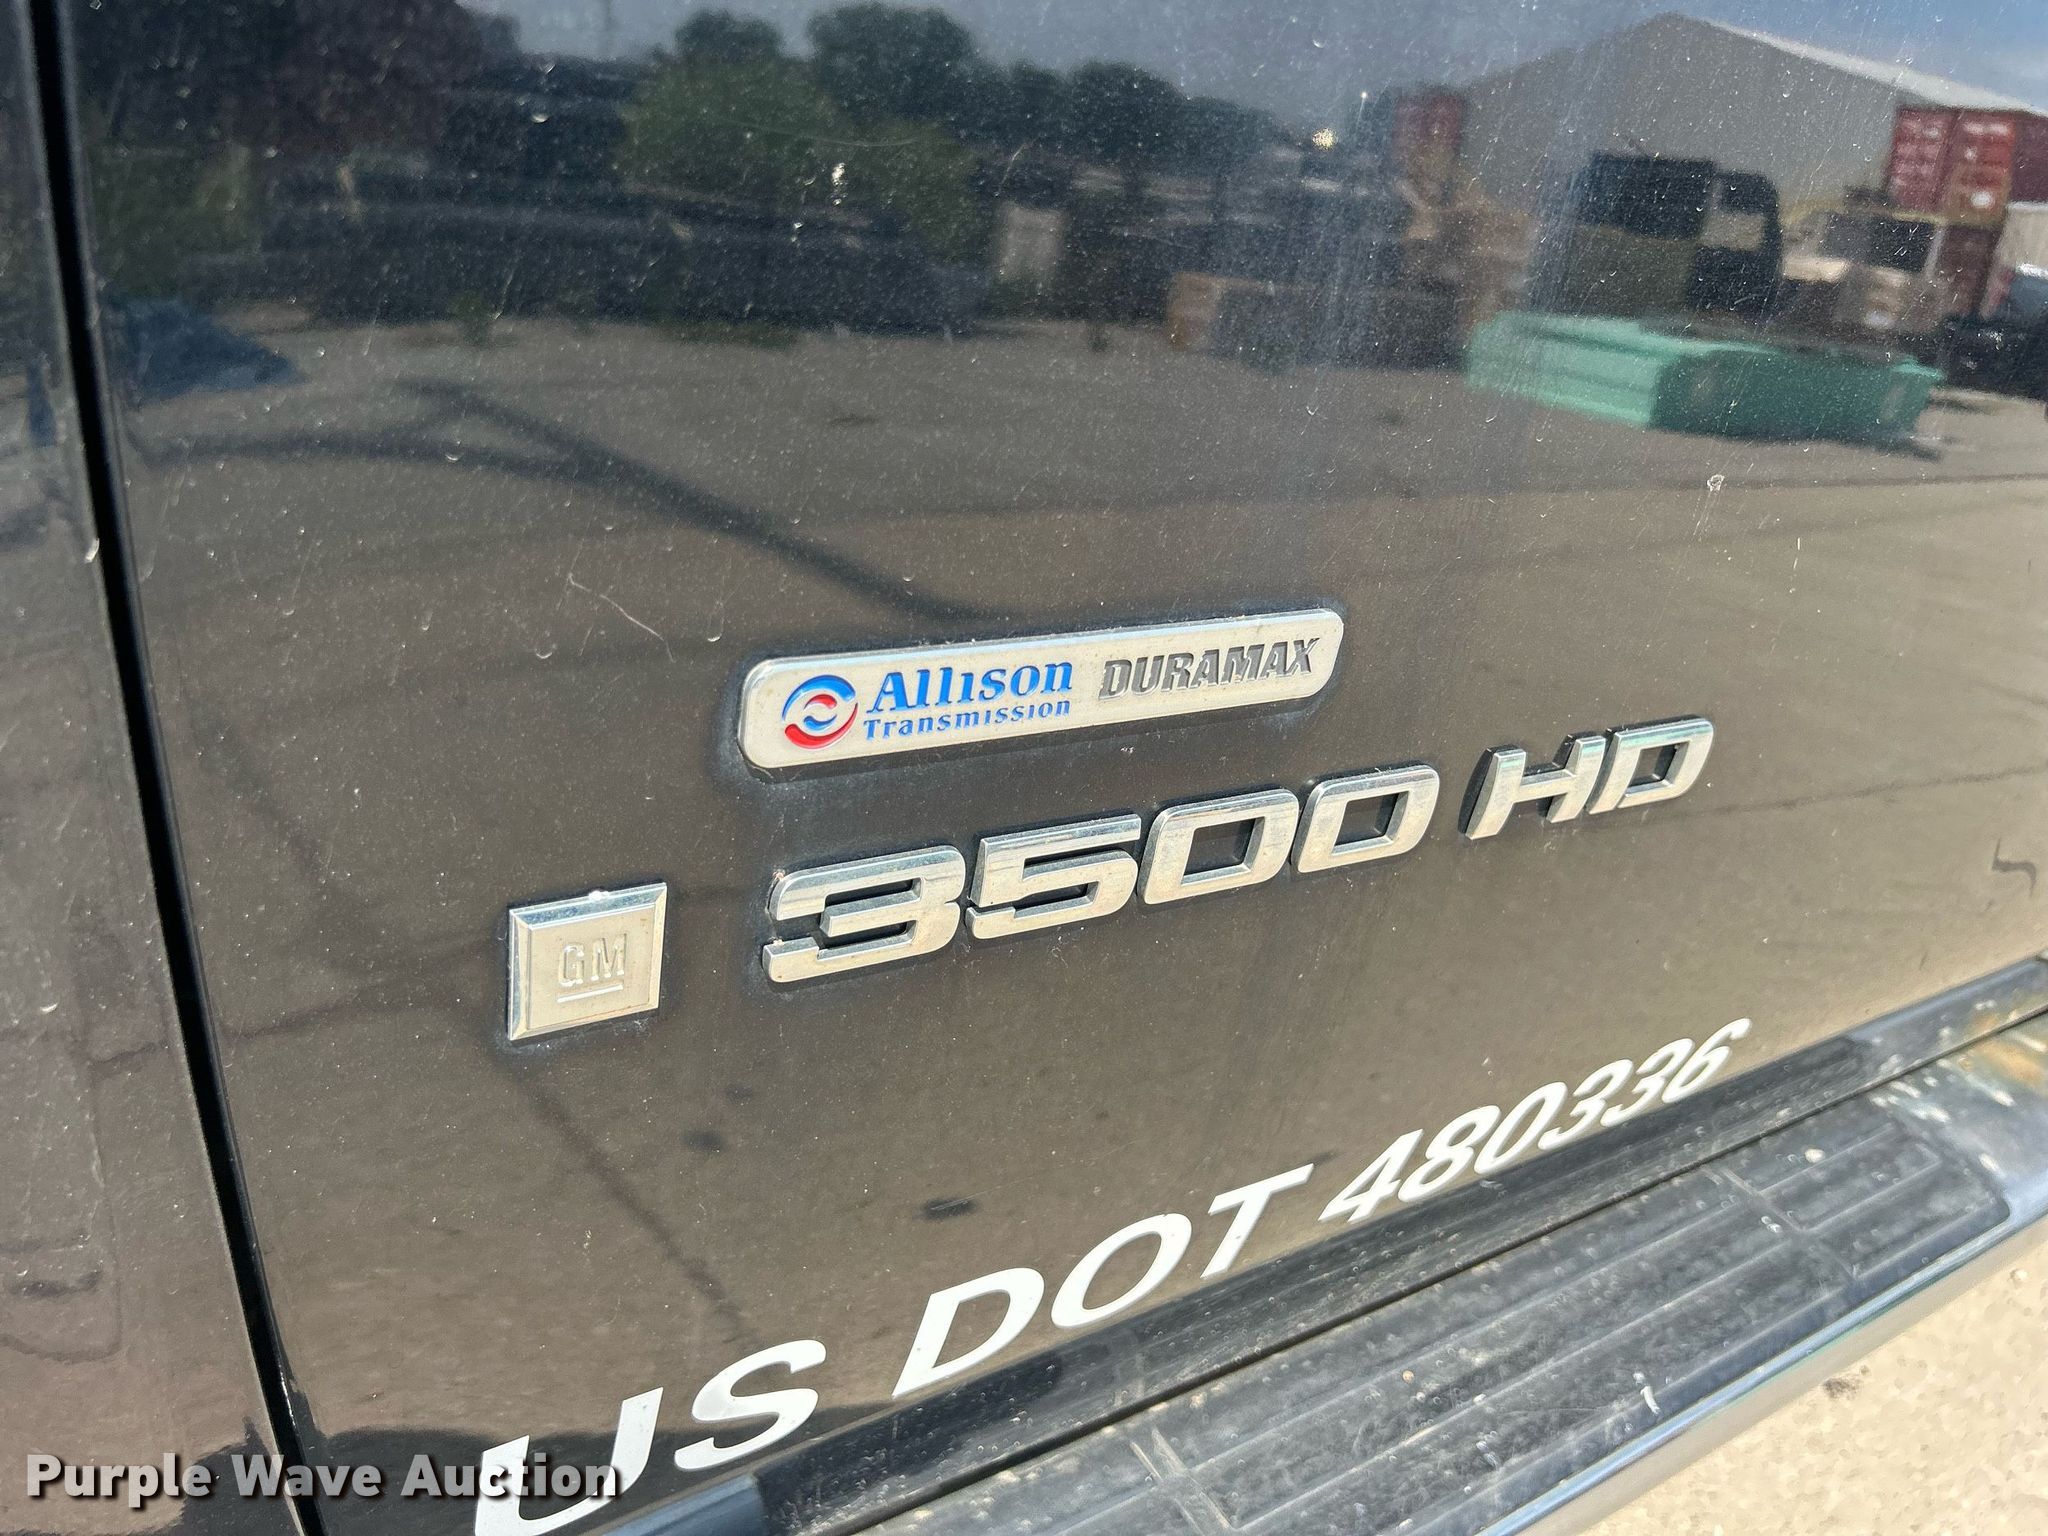 Allison DURAMAX
Transmission
3500 HD
GM
US DOT 480336
Purple Wave Auction